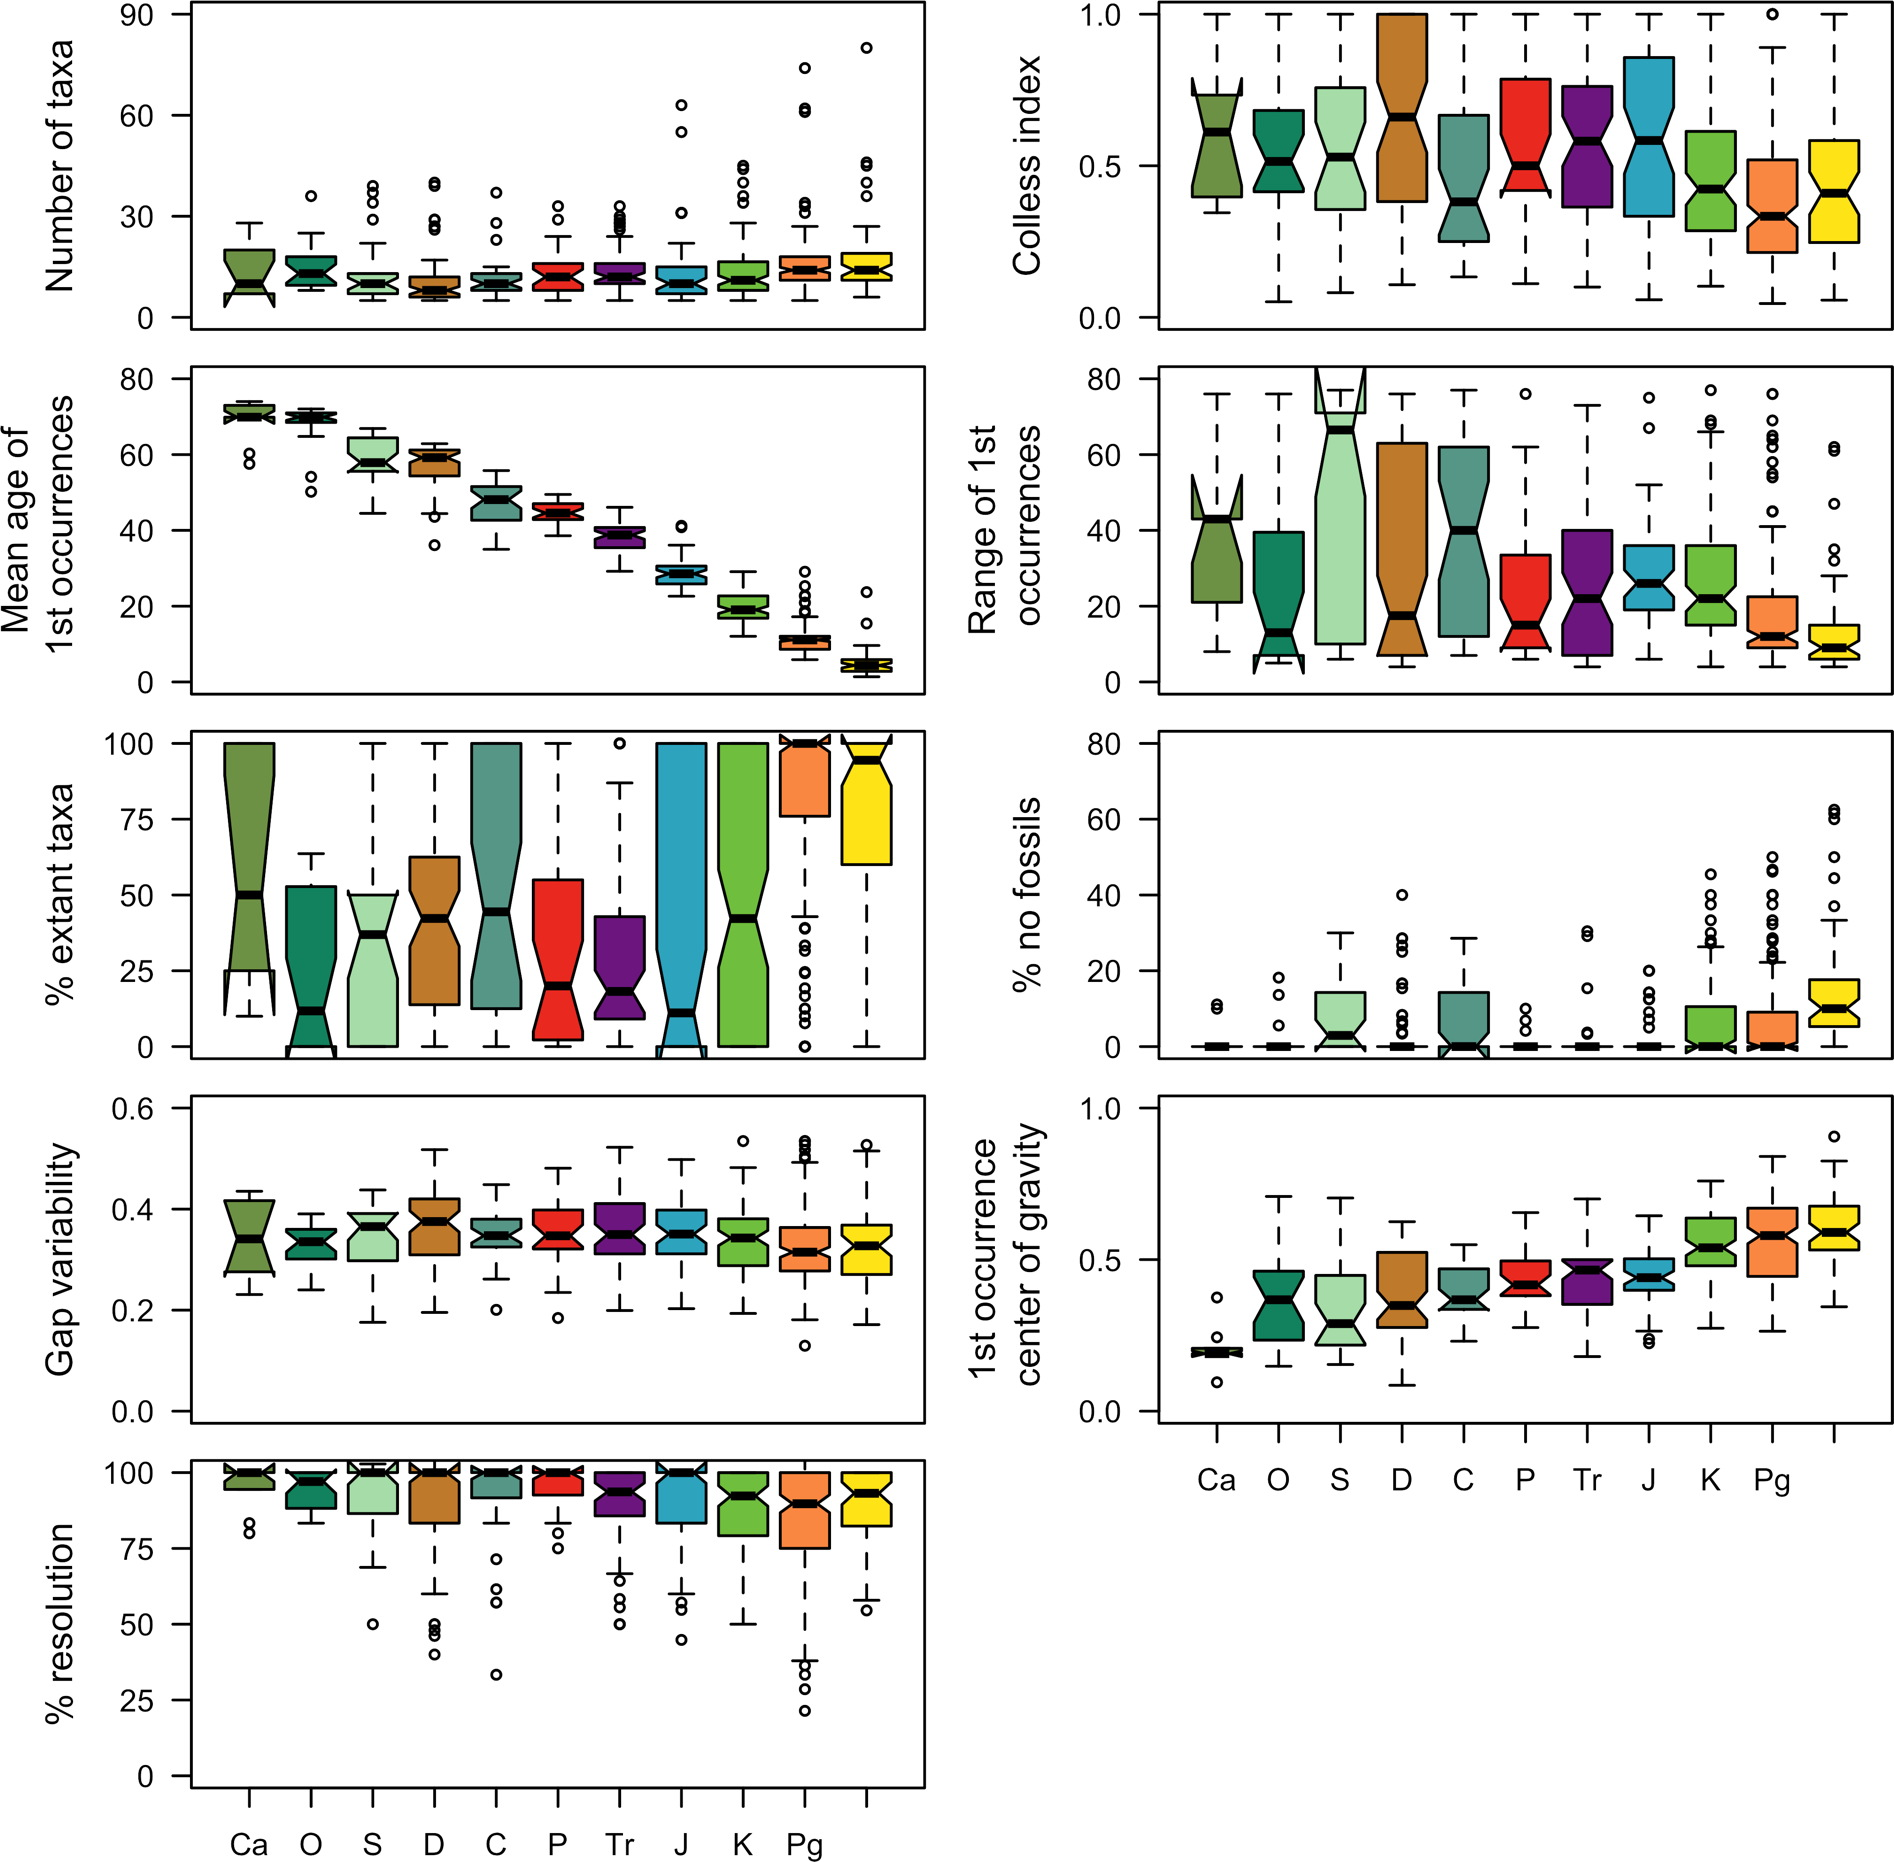 Number of taxa
90
60
30
0
Colless index
1.0
0.5
0.0
Mean age of
1st occurrences
80
60
40
20
0
Range of 1st
occurrences
80
60
40
20
0
% extant taxa
100
75
50
25
0
% no fossils
80
60
40
20
0
Gap variability
0.6
0.4
0.2
0.0
1st occurrence
center of gravity
1.0
0.5
0.0
Ca O S D C P Tr J K Pg
% resolution
100
75
50
25
0
Ca O S D C P Tr J K Pg